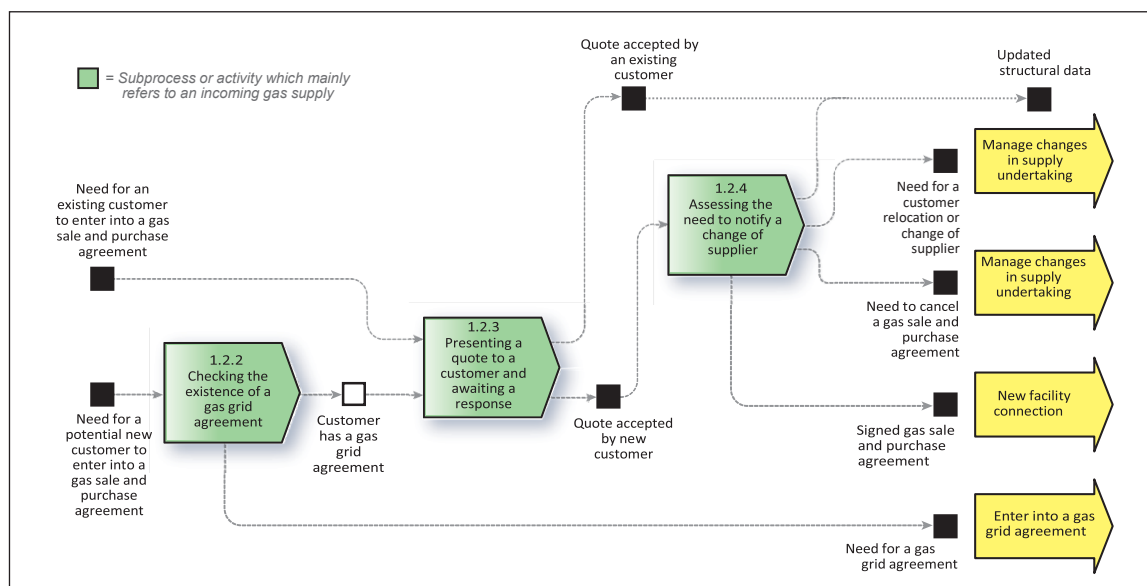 = Subprocess or activity which mainly
refers to an incoming gas supply
Quote accepted by
an existing
customer
Updated
structural data
Need for an
existing customer
to enter into a gas
sale and purchase
agreement
1.2.4
Assessing the
need to notify a
change of
supplier
Need for a
customer
relocation or
change of
supplier
Manage changes
in supply
undertaking
Manage changes
in supply
undertaking
Need to cancel
a gas sale and
purchase
agreement
1.2.3
Presenting a
quote to a
customer and
awaiting a
response
1.2.2
Checking the
existence of a
gas grid
agreement
Need for a
potential new
customer to
enter into a
gas sale and
purchase
agreement
Customer
has a gas
grid
agreement
Quote accepted
by new
customer
New facility
connection
Signed gas sale
and purchase
agreement
Enter into a gas
grid agreement
Need for a gas
grid agreement